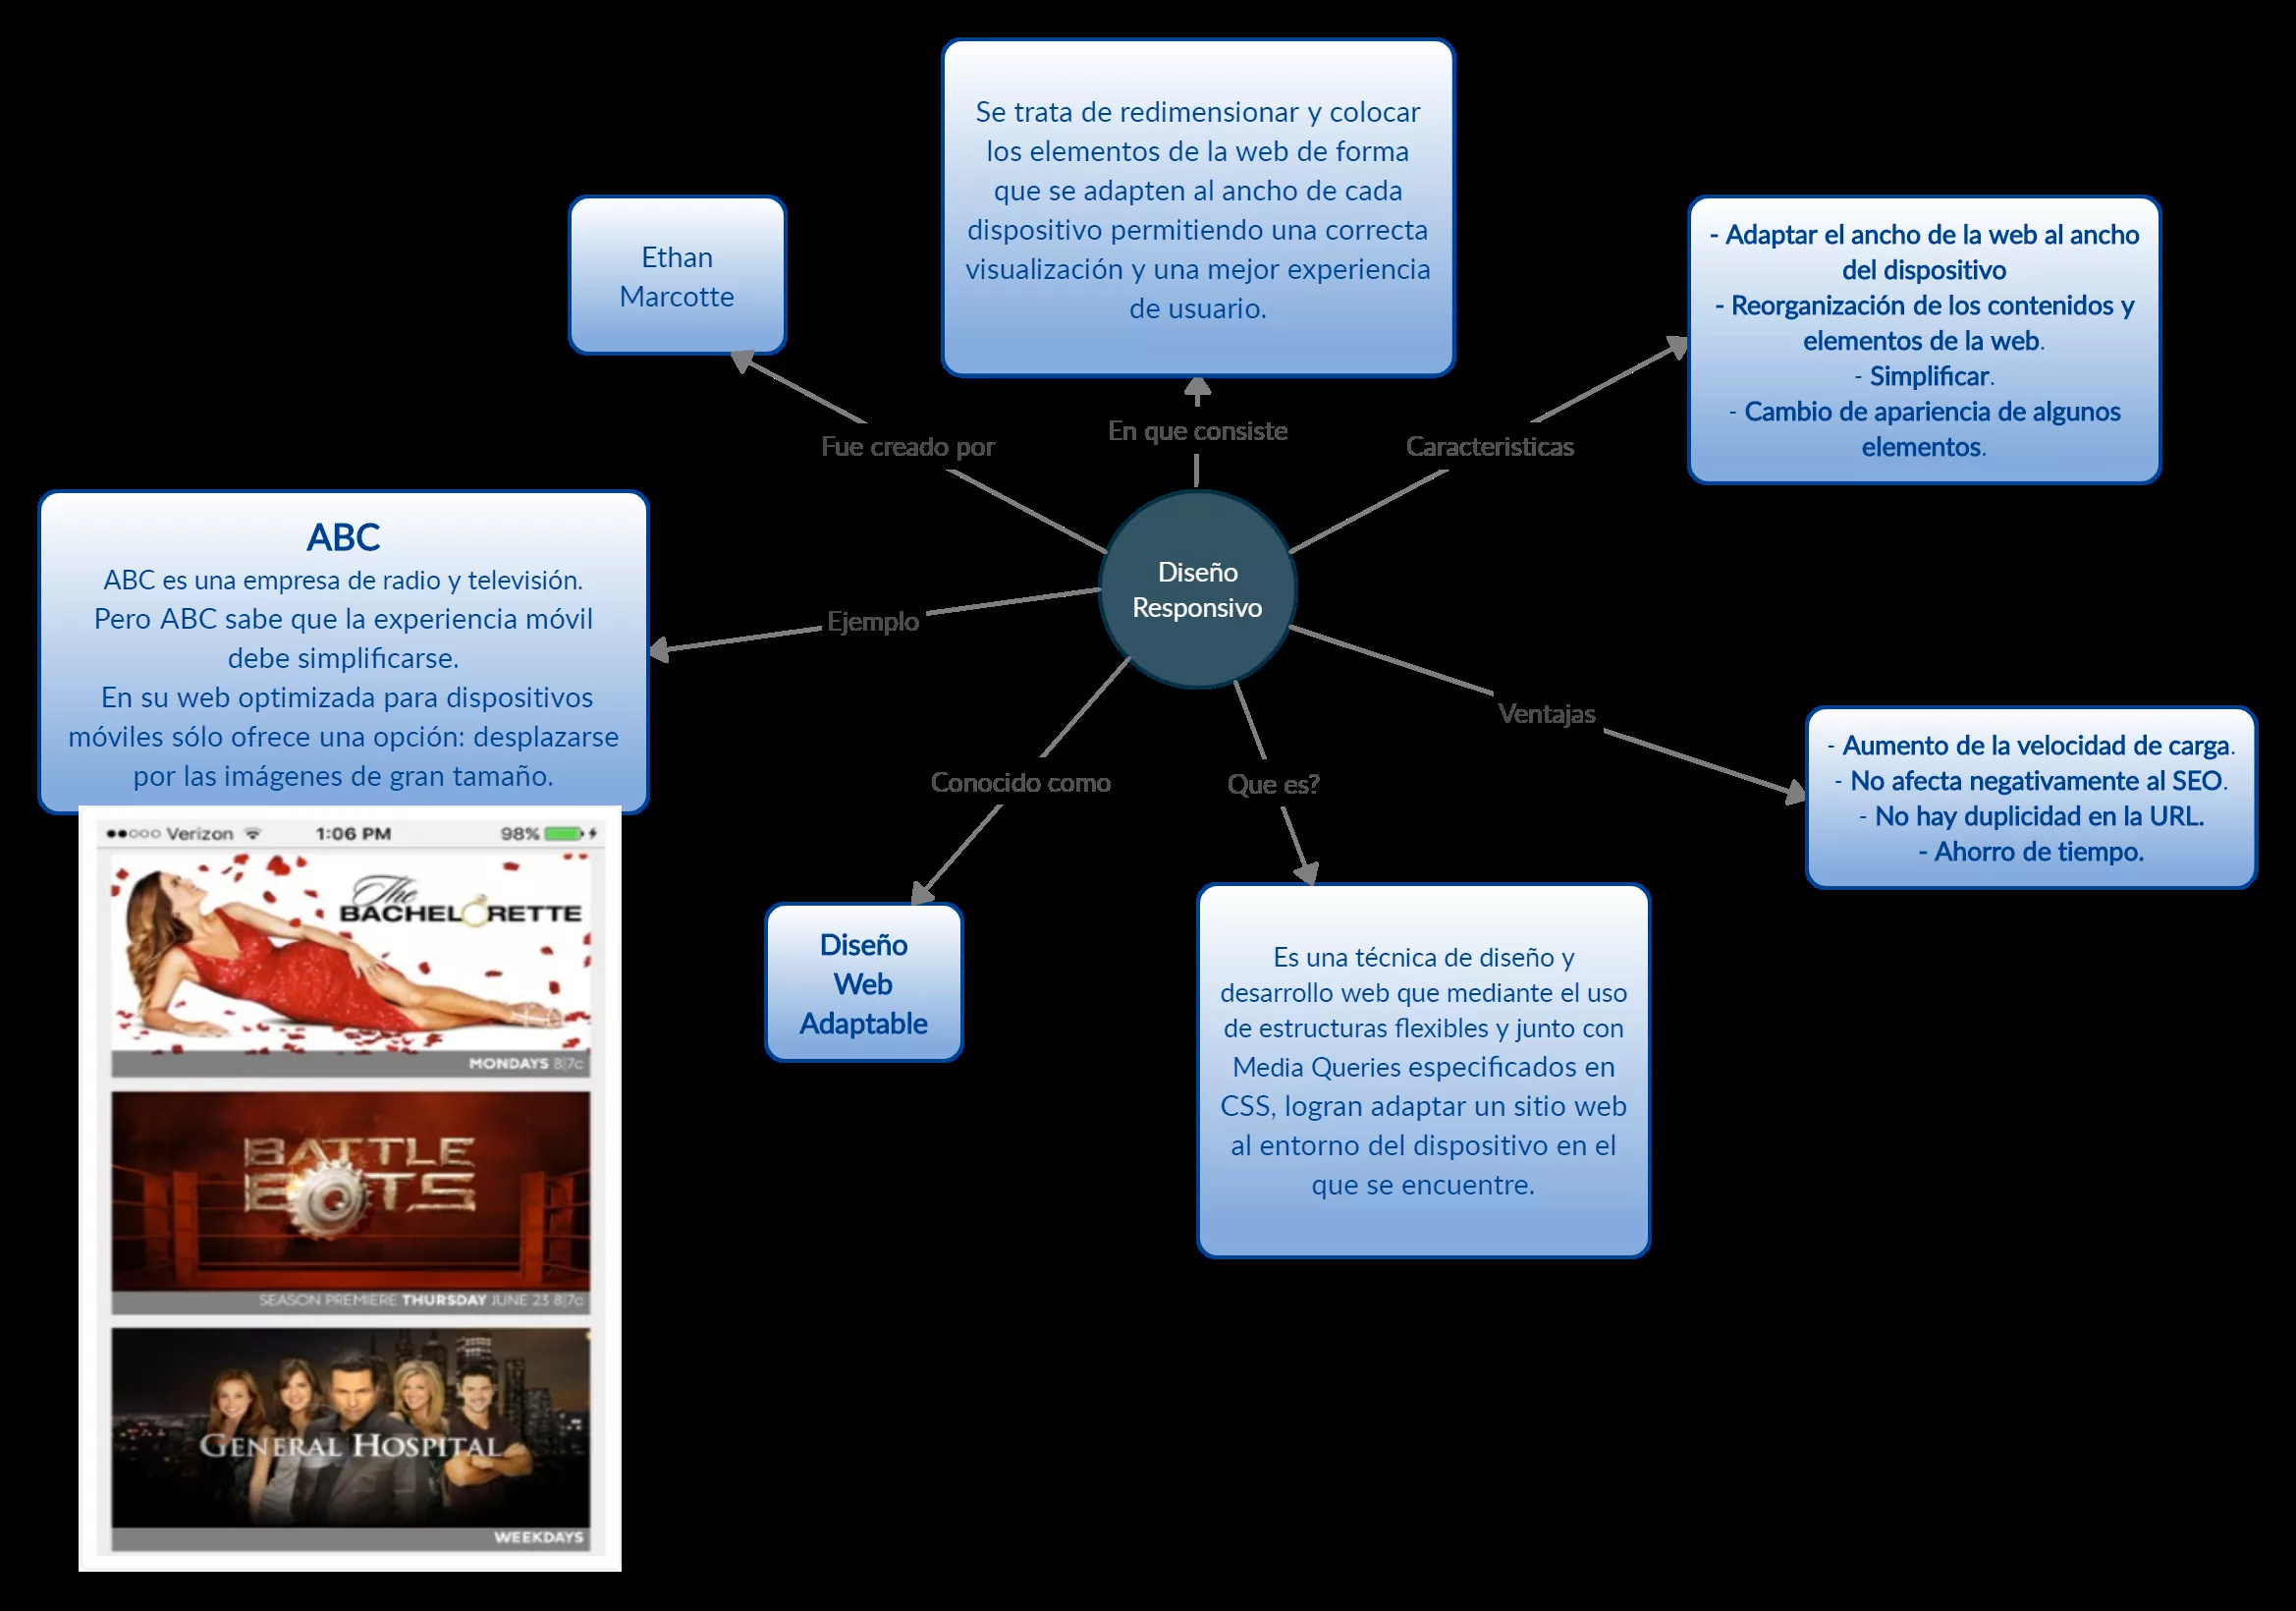 Se trata de redimensionar y colocar
los elementos de la web de forma
que se adapten al ancho de cada
dispositivo permitiendo una correcta
visualización y una mejor experiencia
de usuario.
Ethan
Marcotte
- Adaptar el ancho de la web al ancho
del dispositivo
- Reorganización de los contenidos y
elementos de la web.
- Simplificar.
- Cambio de apariencia de algunos
elementos.
Fue creado por
En que consiste
Caracteristicas
ABC
ABC es una empresa de radio y televisión.
Pero ABC sabe que la experiencia móvil
debe simplificarse.
En su web optimizada para dispositivos
móviles sólo ofrece una opción: desplazarse
por las imágenes de gran tamaño.
Diseño
Responsivo
Ejemplo
Ventajas
- Aumento de la velocidad de carga.
- No afecta negativamente al SEO.
- No hay duplicidad en la URL.
- Ahorro de tiempo.
Conocido como
Que es?
Diseño
Web
Adaptable
Es una técnica de diseño y
desarrollo web que mediante el uso
de estructuras flexibles y junto con
Media Queries especificados en
CSS, logran adaptar un sitio web
al entorno del dispositivo en el
que se encuentre.
Verizon 1:06 PM 98%
The
BACHELORETTE
MONDAYS 8|7c
BATTLE
BOTS
SEASON PREMIERE THURSDAY JUNE 23 8|7c
GENERAL HOSPITAL
WEEKDAYS